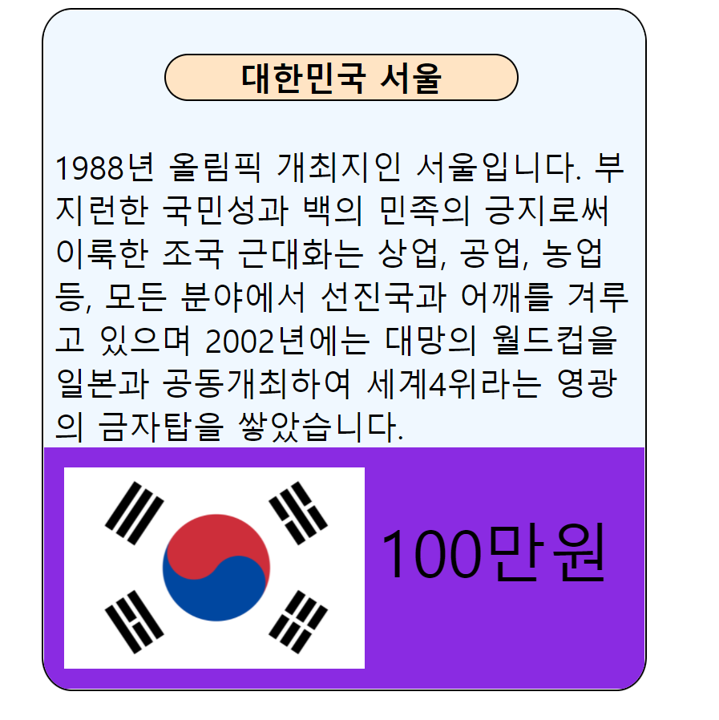 대한민국 서울
1988년 올림픽 개최지인 서울입니다. 부
지런한 국민성과 백의 민족의 긍지로써
이룩한 조국 근대화는 상업, 공업, 농업
등, 모든 분야에서 선진국과 어깨를 겨루
고 있으며 2002년에는 대망의 월드컵을
일본과 공동개최하여 세계4위라는 영광
의 금자탑을 쌓았습니다.
100만원